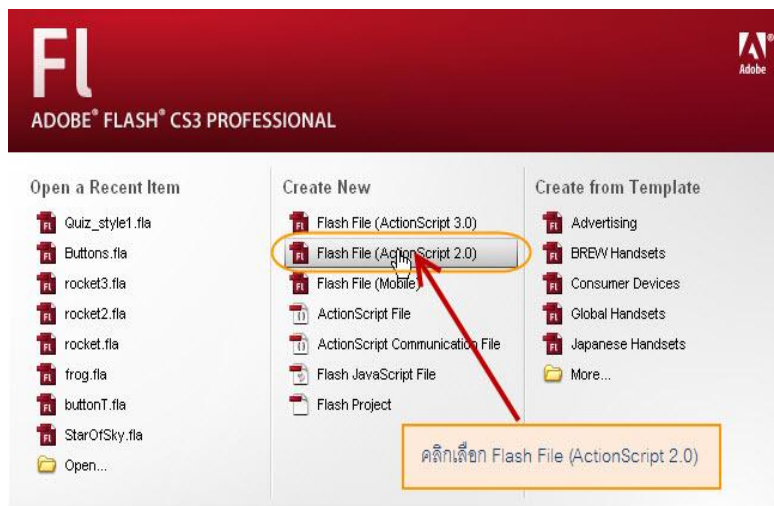 Fl
Adobe
ADOBE® FLASH® CS3 PROFESSIONAL
Open a Recent Item
Quiz_style1.fla
Buttons.fla
rocket3.fla
rocket2.fla
rocket.fla
frog.fla
buttonT.fla
StarOfSky.fla
Open...
Create New
Flash File (ActionScript 3.0)
Flash File (ActionScript 2.0)
Flash File (Mobile)
ActionScript File
ActionScript Communication File
Flash JavaScript File
Flash Project
Create from Template
Advertising
BREW Handsets
Consumer Devices
Global Handsets
Japanese Handsets
More...
คลิกเลือก Flash File (ActionScript 2.0)